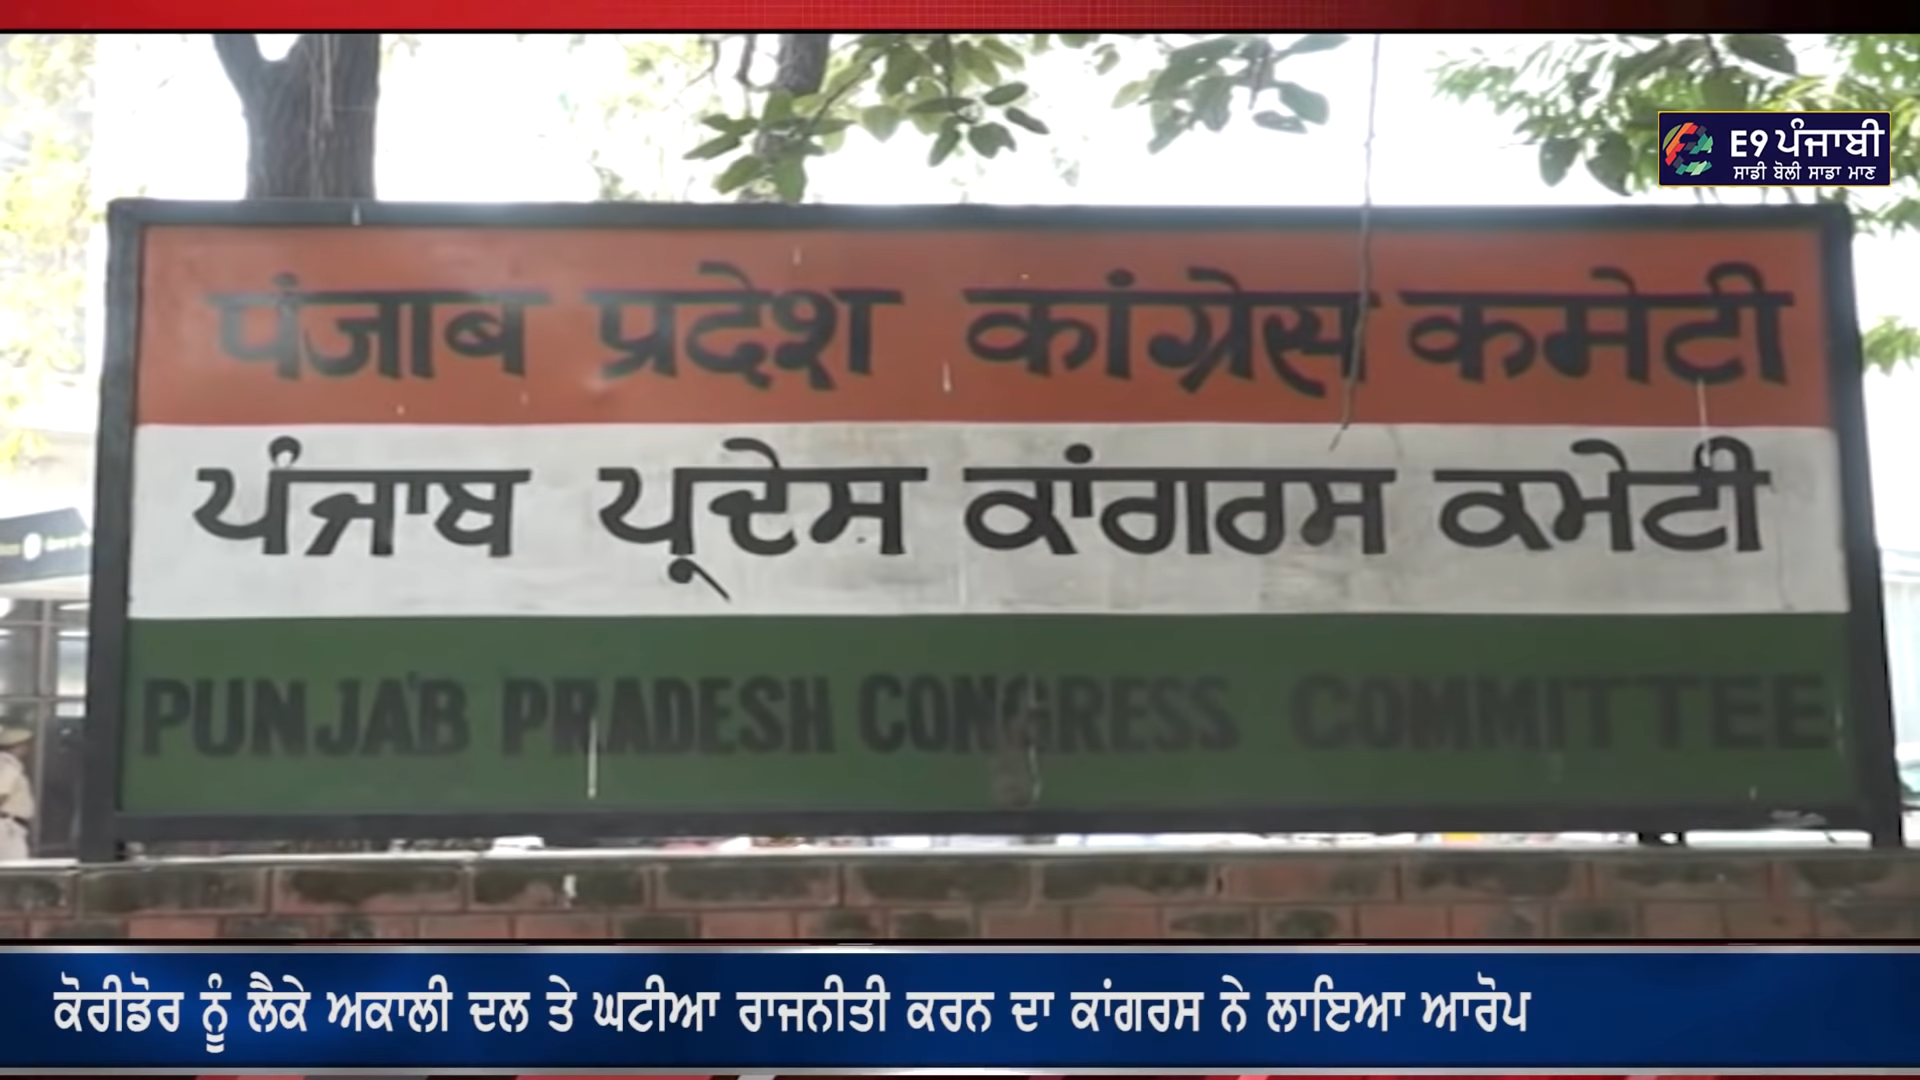 E9 ਪੰਜਾਬੀ
ਸਾਡੀ ਬੋਲੀ ਸਾਡਾ ਮਾਣ
पंजाब प्रदेश कांग्रेस कमेटी
ਪੰਜਾਬ ਪ੍ਰਦੇਸ ਕਾਂਗਰਸ ਕਮੇਟੀ
PUNJAB PRADESH CONGRESS COMMITTEE
ਕੋਰੀਡੋਰ ਨੂੰ ਲੈਕੇ ਅਕਾਲੀ ਦਲ ਤੇ ਘਟੀਆ ਰਾਜਨੀਤੀ ਕਰਨ ਦਾ ਕਾਂਗਰਸ ਨੇ ਲਾਇਆ ਆਰੋਪ